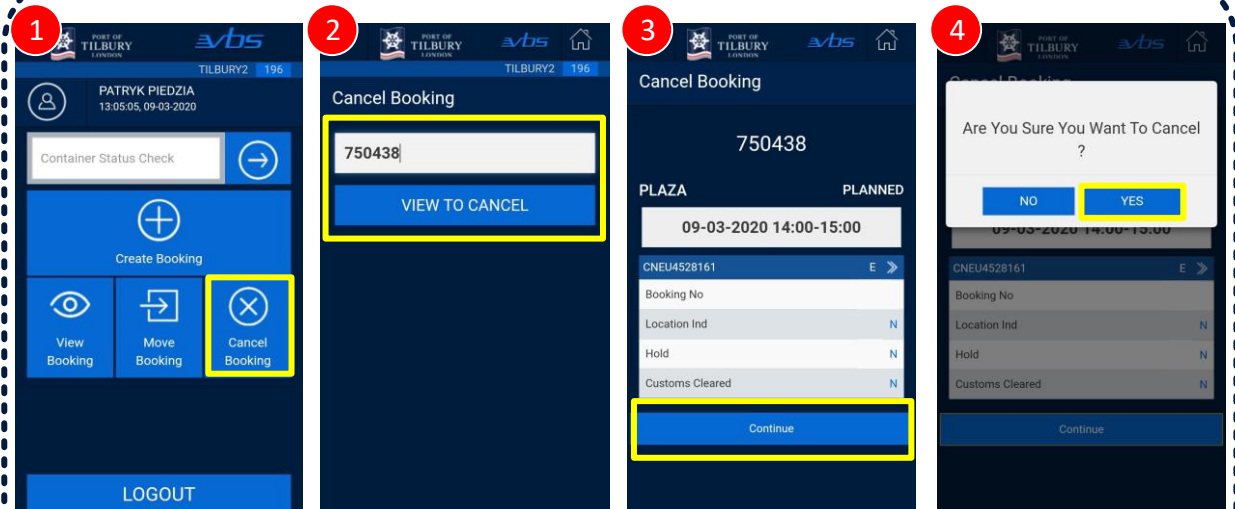 1
PORT OF
TILBURY
LONDON
vbs
TILBURY2 196
PATRYK PIEDZIA
13:05:05, 09-03-2020
Container Status Check
Create Booking
View
Booking
Move
Booking
Cancel
Booking
LOGOUT
2
PORT OF
TILBURY
LONDON
vbs
TILBURY2 196
Cancel Booking
750438
VIEW TO CANCEL
3
PORT OF
TILBURY
LONDON
vbs
Cancel Booking
750438
PLAZA PLANNED
09-03-2020 14:00-15:00
CNEU4528161 E
Booking No
Location Ind N
Hold N
Customs Cleared N
Continue
4
PORT OF
TILBURY
LONDON
vbs
Cancel Booking
Are You Sure You Want To Cancel
?
NO YES
09-03-2020 14:00-15:00
CNEU4528161 E
Booking No
Location Ind N
Hold N
Customs Cleared N
Continue